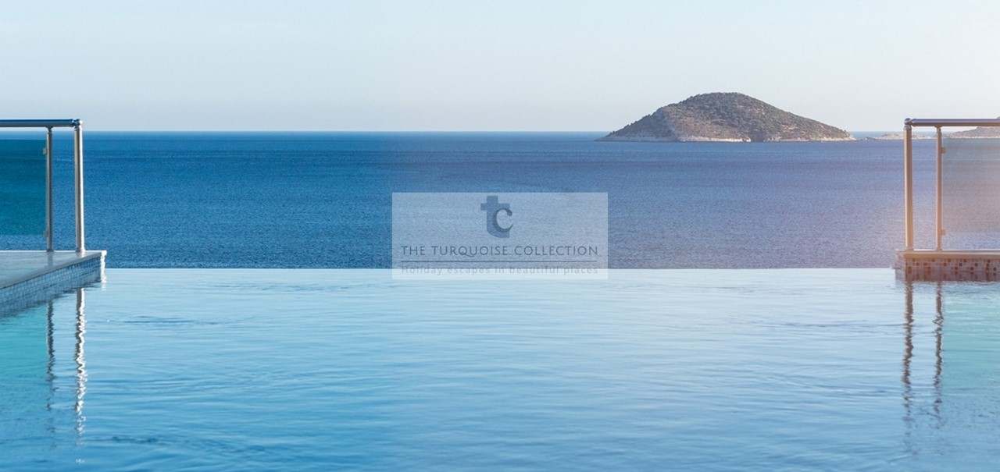 tc
THE TURQUOISE COLLECTION
Holiday escapes in beautiful places